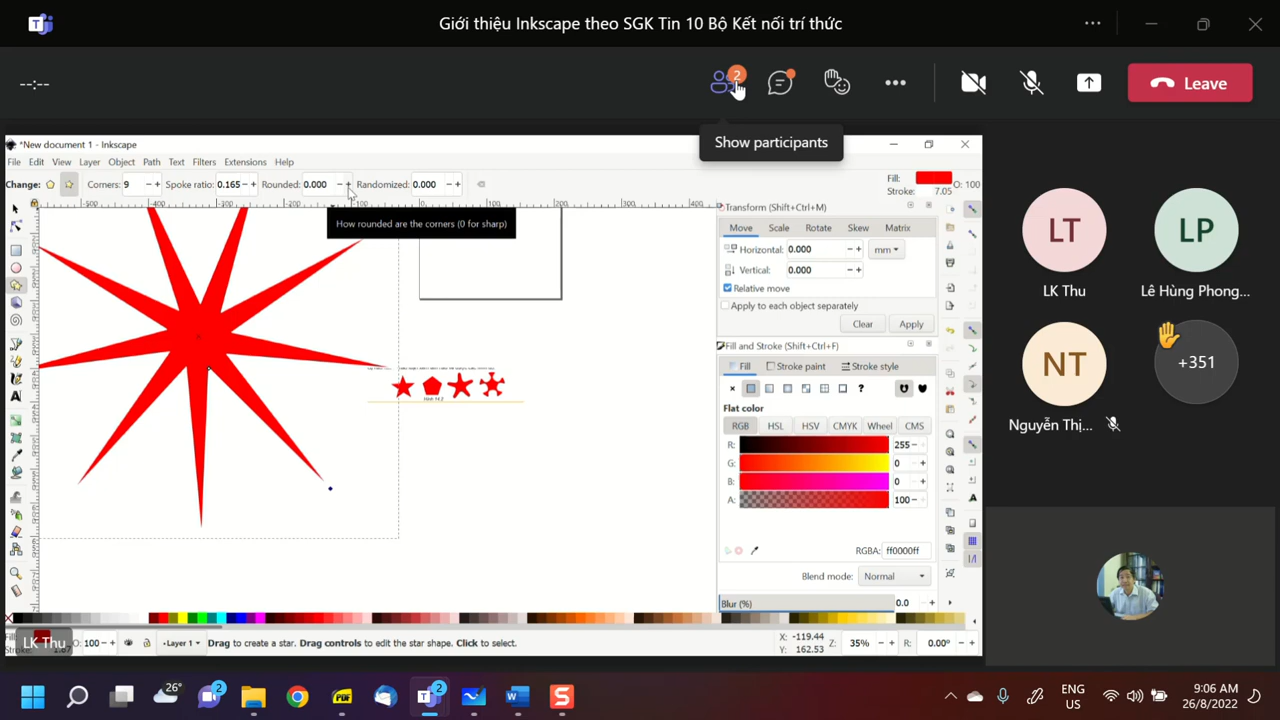 Giới thiệu Inkscape theo SGK Tin 10 Bộ Kết nối trí thức
--:--
2
Leave
Show participants
*New document 1 - Inkscape
File Edit View Layer Object Path Text Filters Extensions Help
Change: Corners: 9 Spoke ratio: 0.165 Rounded: 0.000 Randomized: 0.000
Fill:
Stroke: 7.05 O: 100
How rounded are the corners (0 for sharp)
Transform (Shift+Ctrl+M)
Move Scale Rotate Skew Matrix
Horizontal: 0.000 mm
Vertical: 0.000
Relative move
Apply to each object separately
Clear Apply
Fill and Stroke (Shift+Ctrl+F)
Fill Stroke paint Stroke style
Flat color
RGB HSL HSV CMYK Wheel CMS
R: 255
G: 0
B: 0
A: 100
RGBA: ff0000ff
Blend mode: Normal
Blur (%) 0.0
LT
LK Thu
LP
Lê Hùng Phong...
NT
Nguyễn Thị...
+351
LK Thu
O: 100 Layer 1 Drag to create a star. Drag controls to edit the star shape. Click to select.
X: -119.44
Y: 162.53
Z: 35% R: 0.00°
26°
2
PDF
2
ENG
US
9:06 AM
26/8/2022